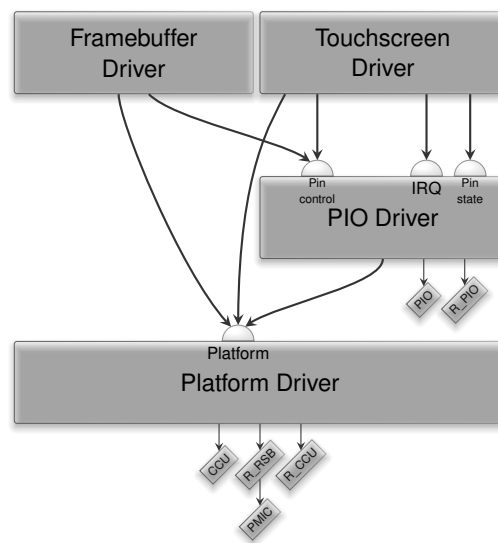 Framebuffer
Driver
Touchscreen
Driver
Pin
control
IRQ
Pin
state
PIO Driver
PIO
R_PIO
Platform
Platform Driver
CCU
R_RSB
R_CCU
PMIC